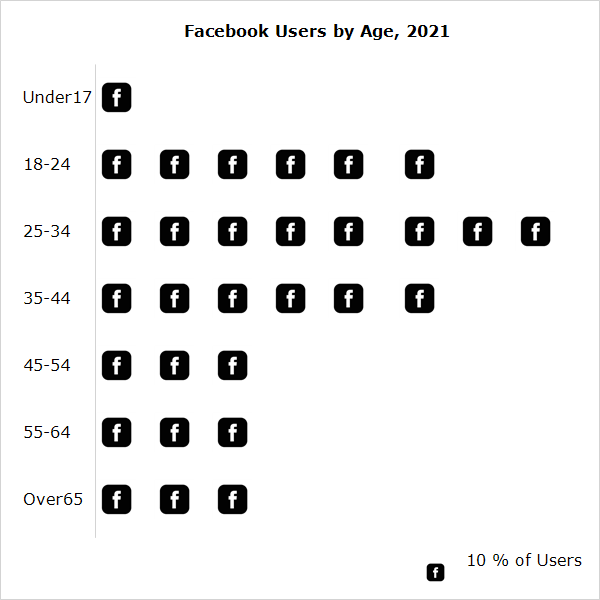 Facebook Users by Age, 2021
Under17
18-24
25-34
35-44
45-54
55-64
Over65
10 % of Users